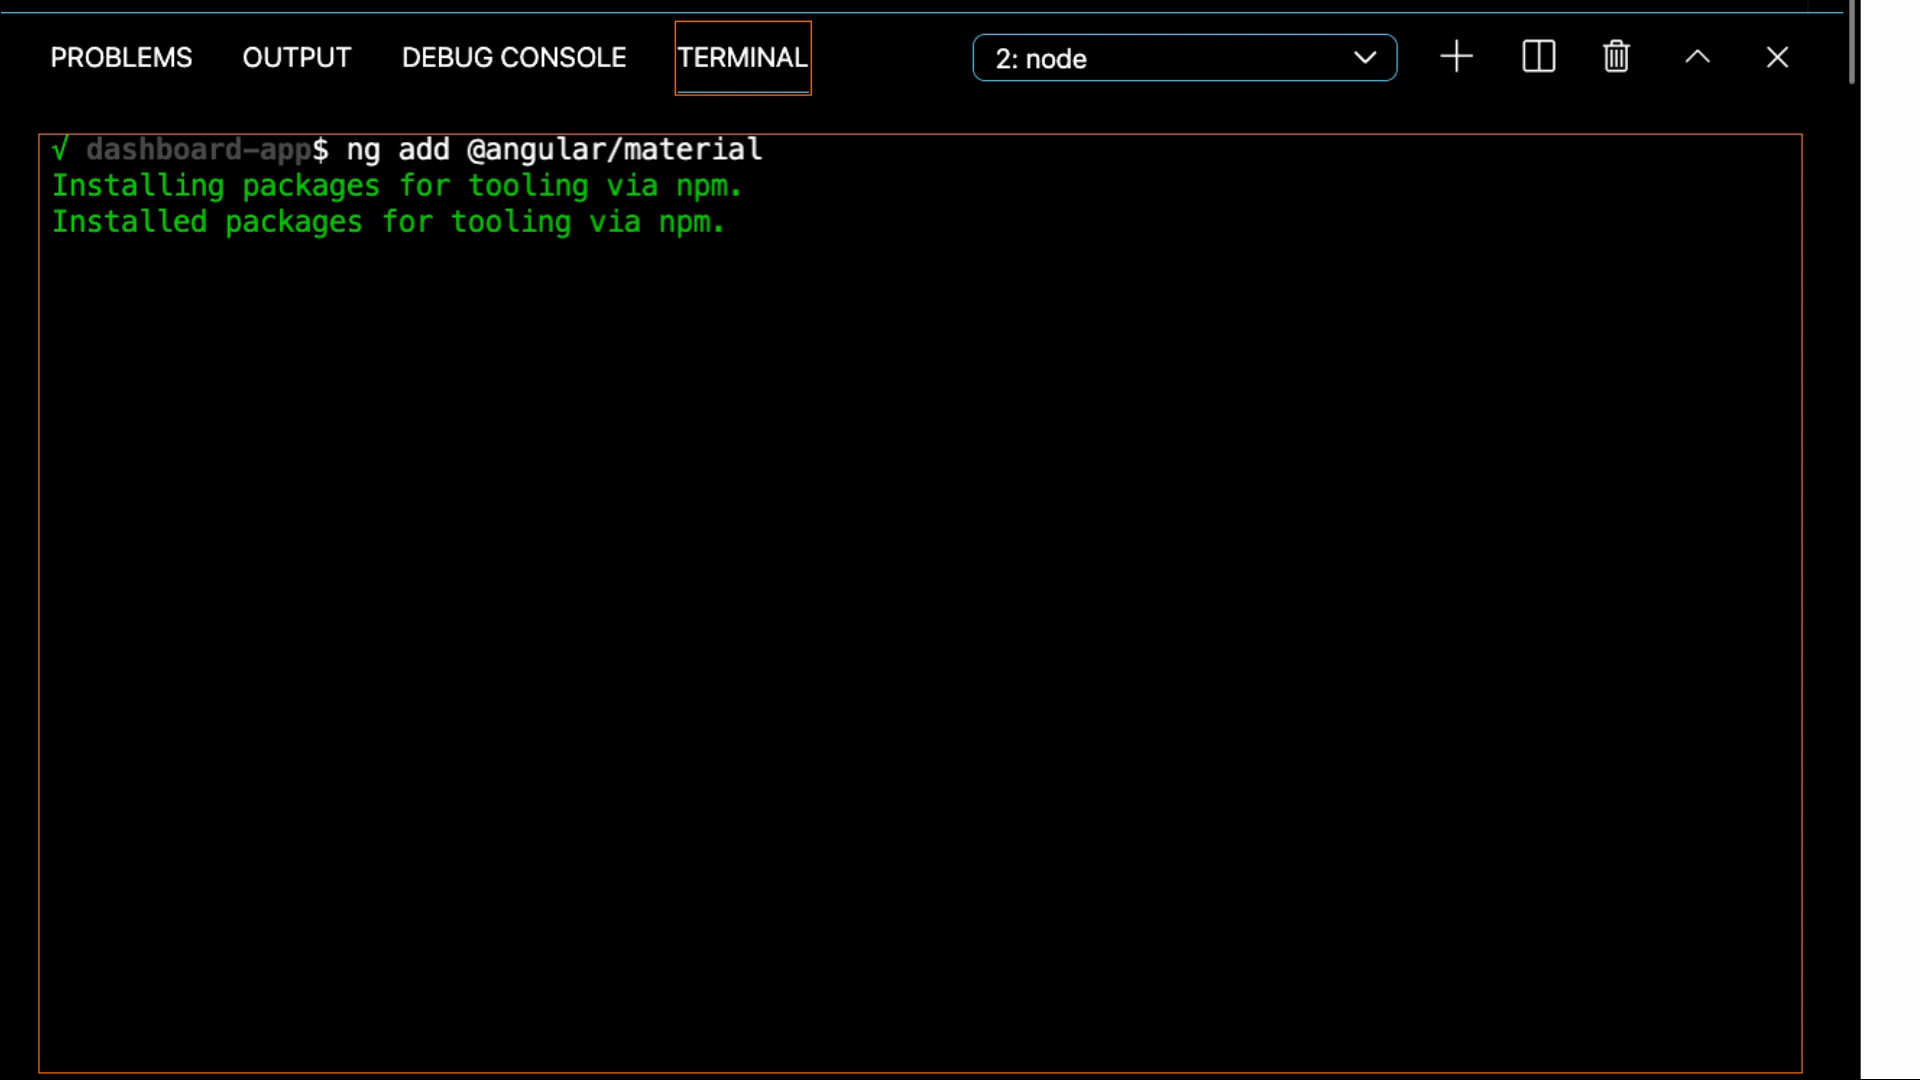 PROBLEMS OUTPUT DEBUG CONSOLE TERMINAL 2: node
√ dashboard-app$ ng add @angular/material
Installing packages for tooling via npm.
Installed packages for tooling via npm.